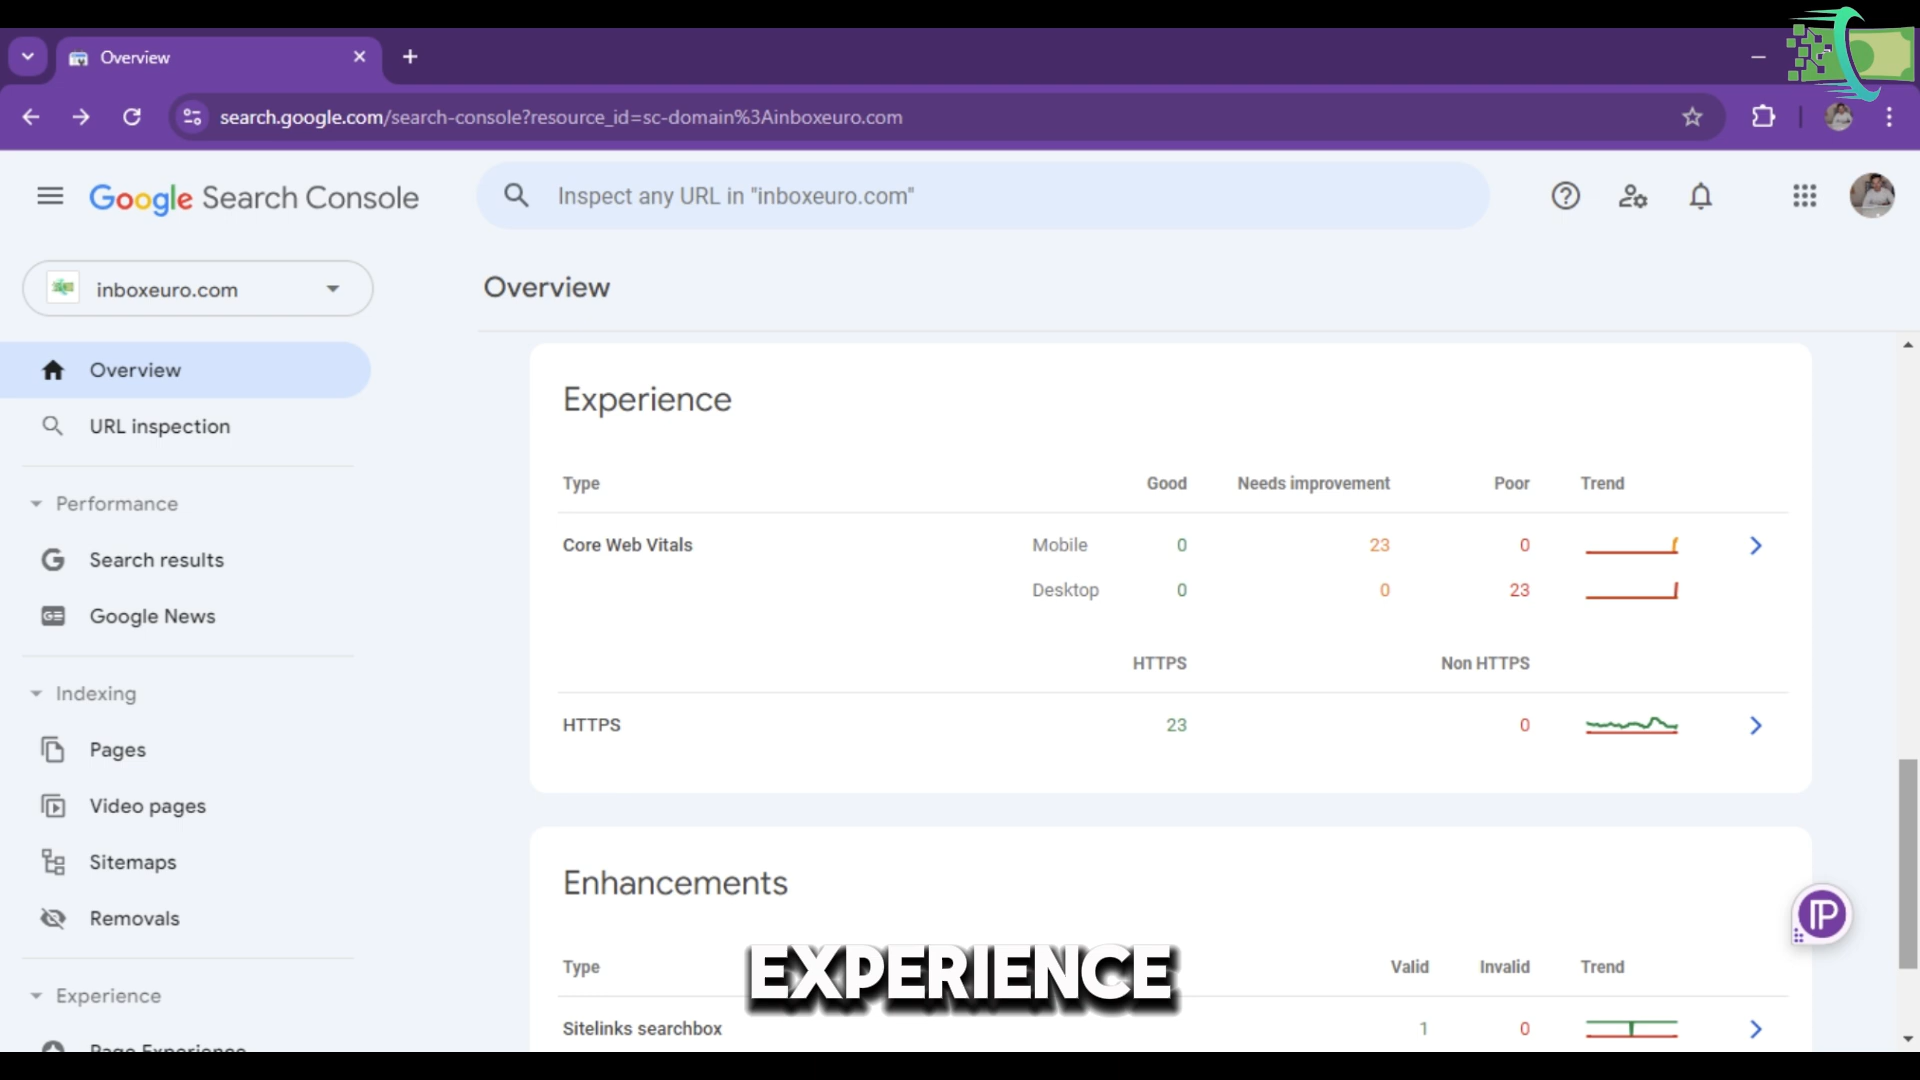 Overview
search.google.com/search-console?resource_id=sc-domain%3Ainboxeuro.com
Google Search Console
Inspect any URL in "inboxeuro.com"
inboxeuro.com
Overview
Overview
URL inspection
Performance
Search results
Google News
Indexing
Pages
Video pages
Sitemaps
Removals
Experience
Page Experience
Experience
Type Good Needs improvement Poor Trend
Core Web Vitals Mobile 0 23 0
Desktop 0 0 23
HTTPS Non HTTPS
HTTPS 23 0
Enhancements
Type Valid Invalid Trend
Sitelinks searchbox 1 0
EXPERIENCE